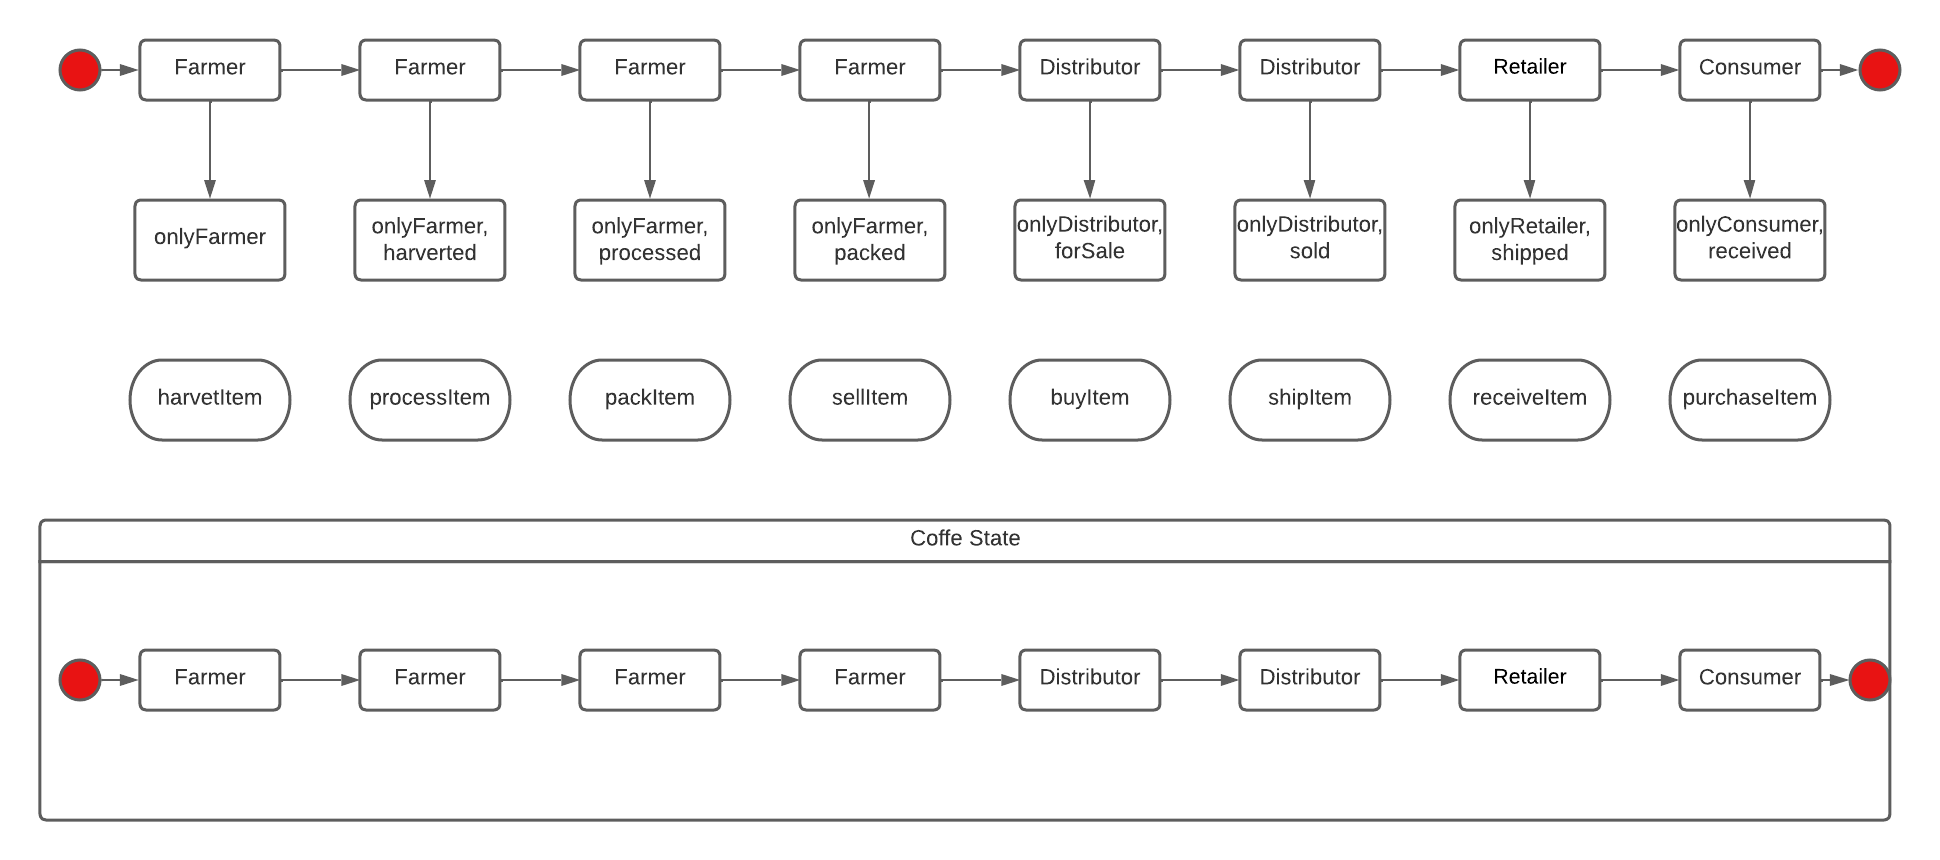 Farmer
Farmer
Farmer
Farmer
Distributor
Distributor
Retailer
Consumer
onlyFarmer
onlyFarmer,
harverted
onlyFarmer,
processed
onlyFarmer,
packed
onlyDistributor,
forSale
onlyDistributor,
sold
onlyRetailer,
shipped
onlyConsumer,
received
harvetItem
processItem
packItem
sellItem
buyItem
shipItem
receiveItem
purchaseItem
Coffe State
Farmer
Farmer
Farmer
Farmer
Distributor
Distributor
Retailer
Consumer